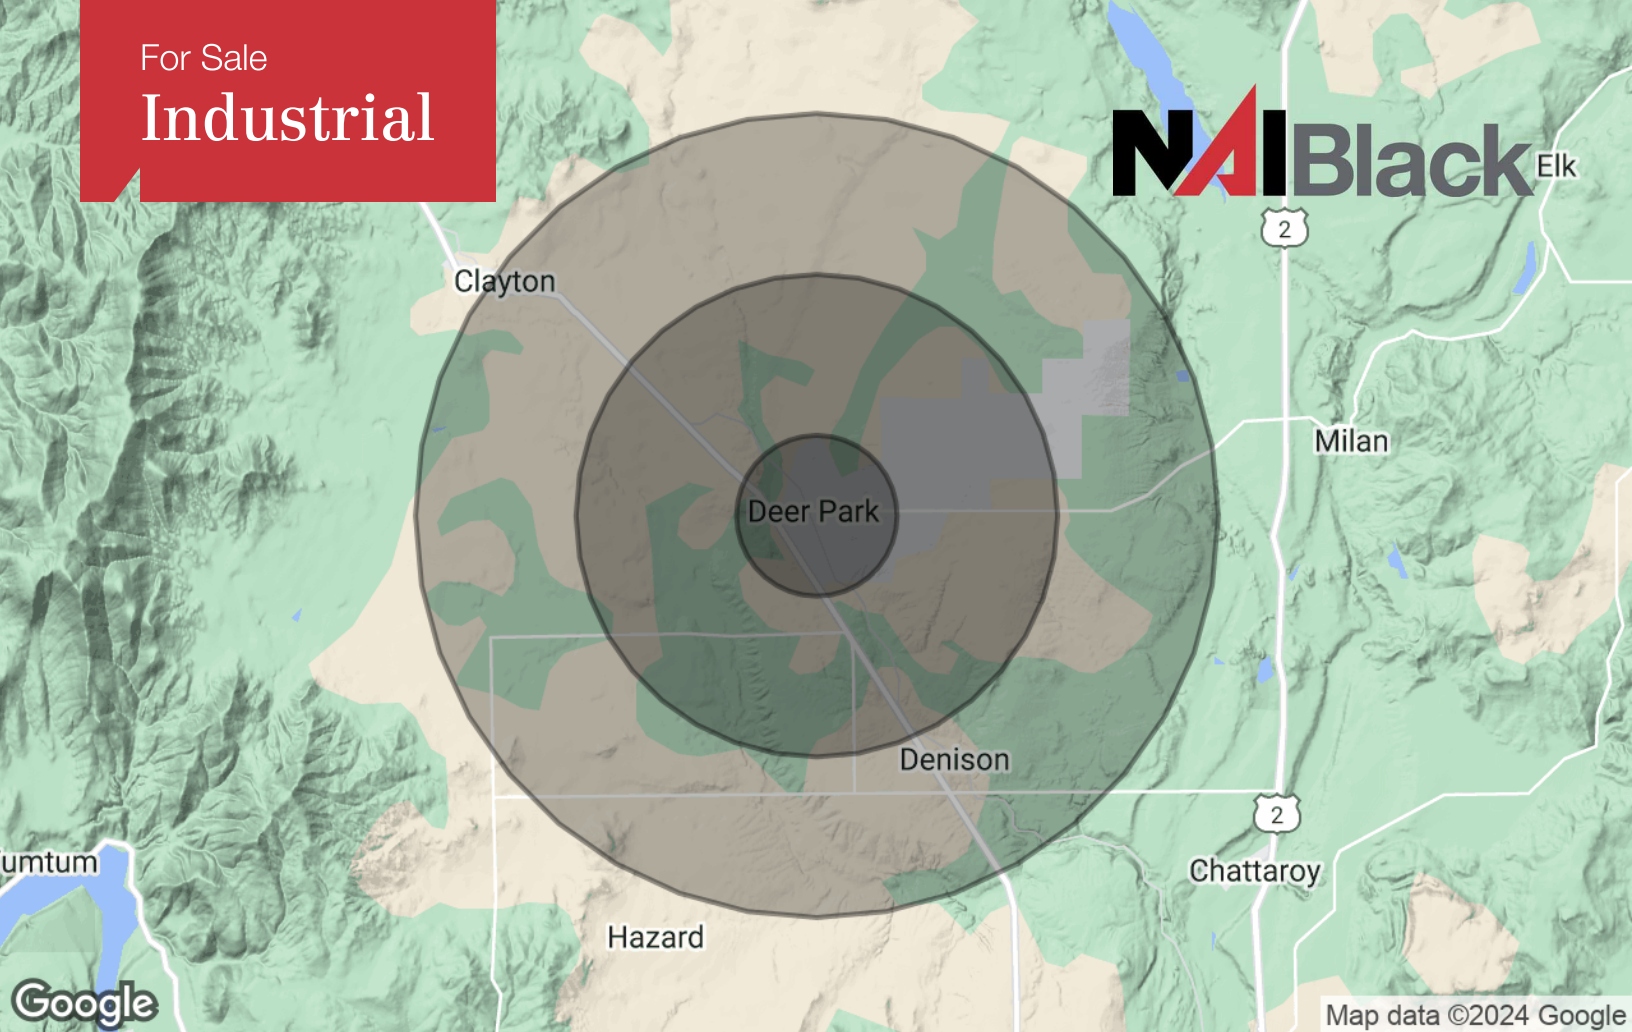 For Sale
Industrial
NAIBlack
Elk
2
Clayton
Milan
Deer Park
Denison
2
umtum
Chattaroy
Hazard
Google
Map data ©2024 Google